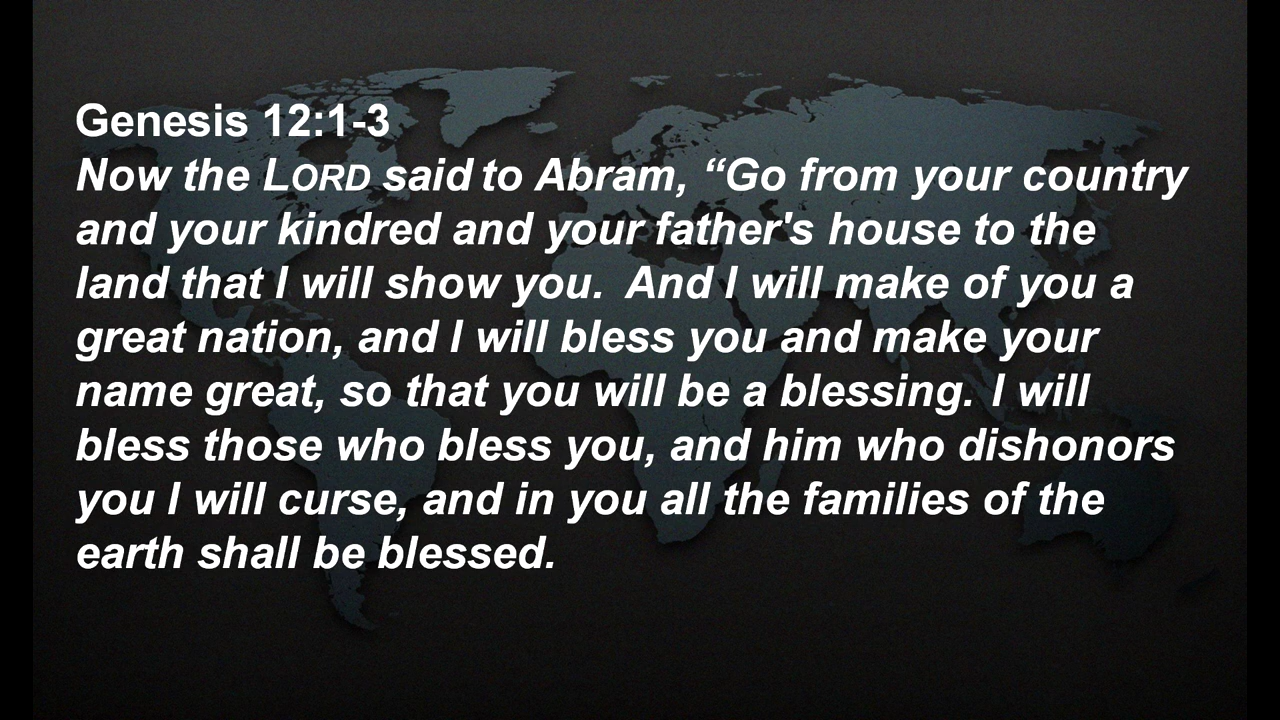 Genesis 12:1-3
Now the LORD said to Abram, “Go from your country
and your kindred and your father's house to the
land that I will show you.  And I will make of you a
great nation, and I will bless you and make your
name great, so that you will be a blessing. I will
bless those who bless you, and him who dishonors
you I will curse, and in you all the families of the
earth shall be blessed.